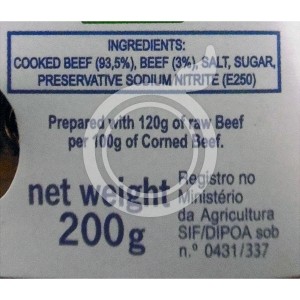 INGREDIENTS:
COOKED BEEF (93,5%), BEEF (3%), SALT, SUGAR,
PRESERVATIVE SODIUM NITRITE (E250)
Prepared with 120g of raw Beef
per 100g of Corned Beef.
net weight
200g
Registro no
Ministério
da Agricultura
SIF/DIPOA sob
n.º 0431/337